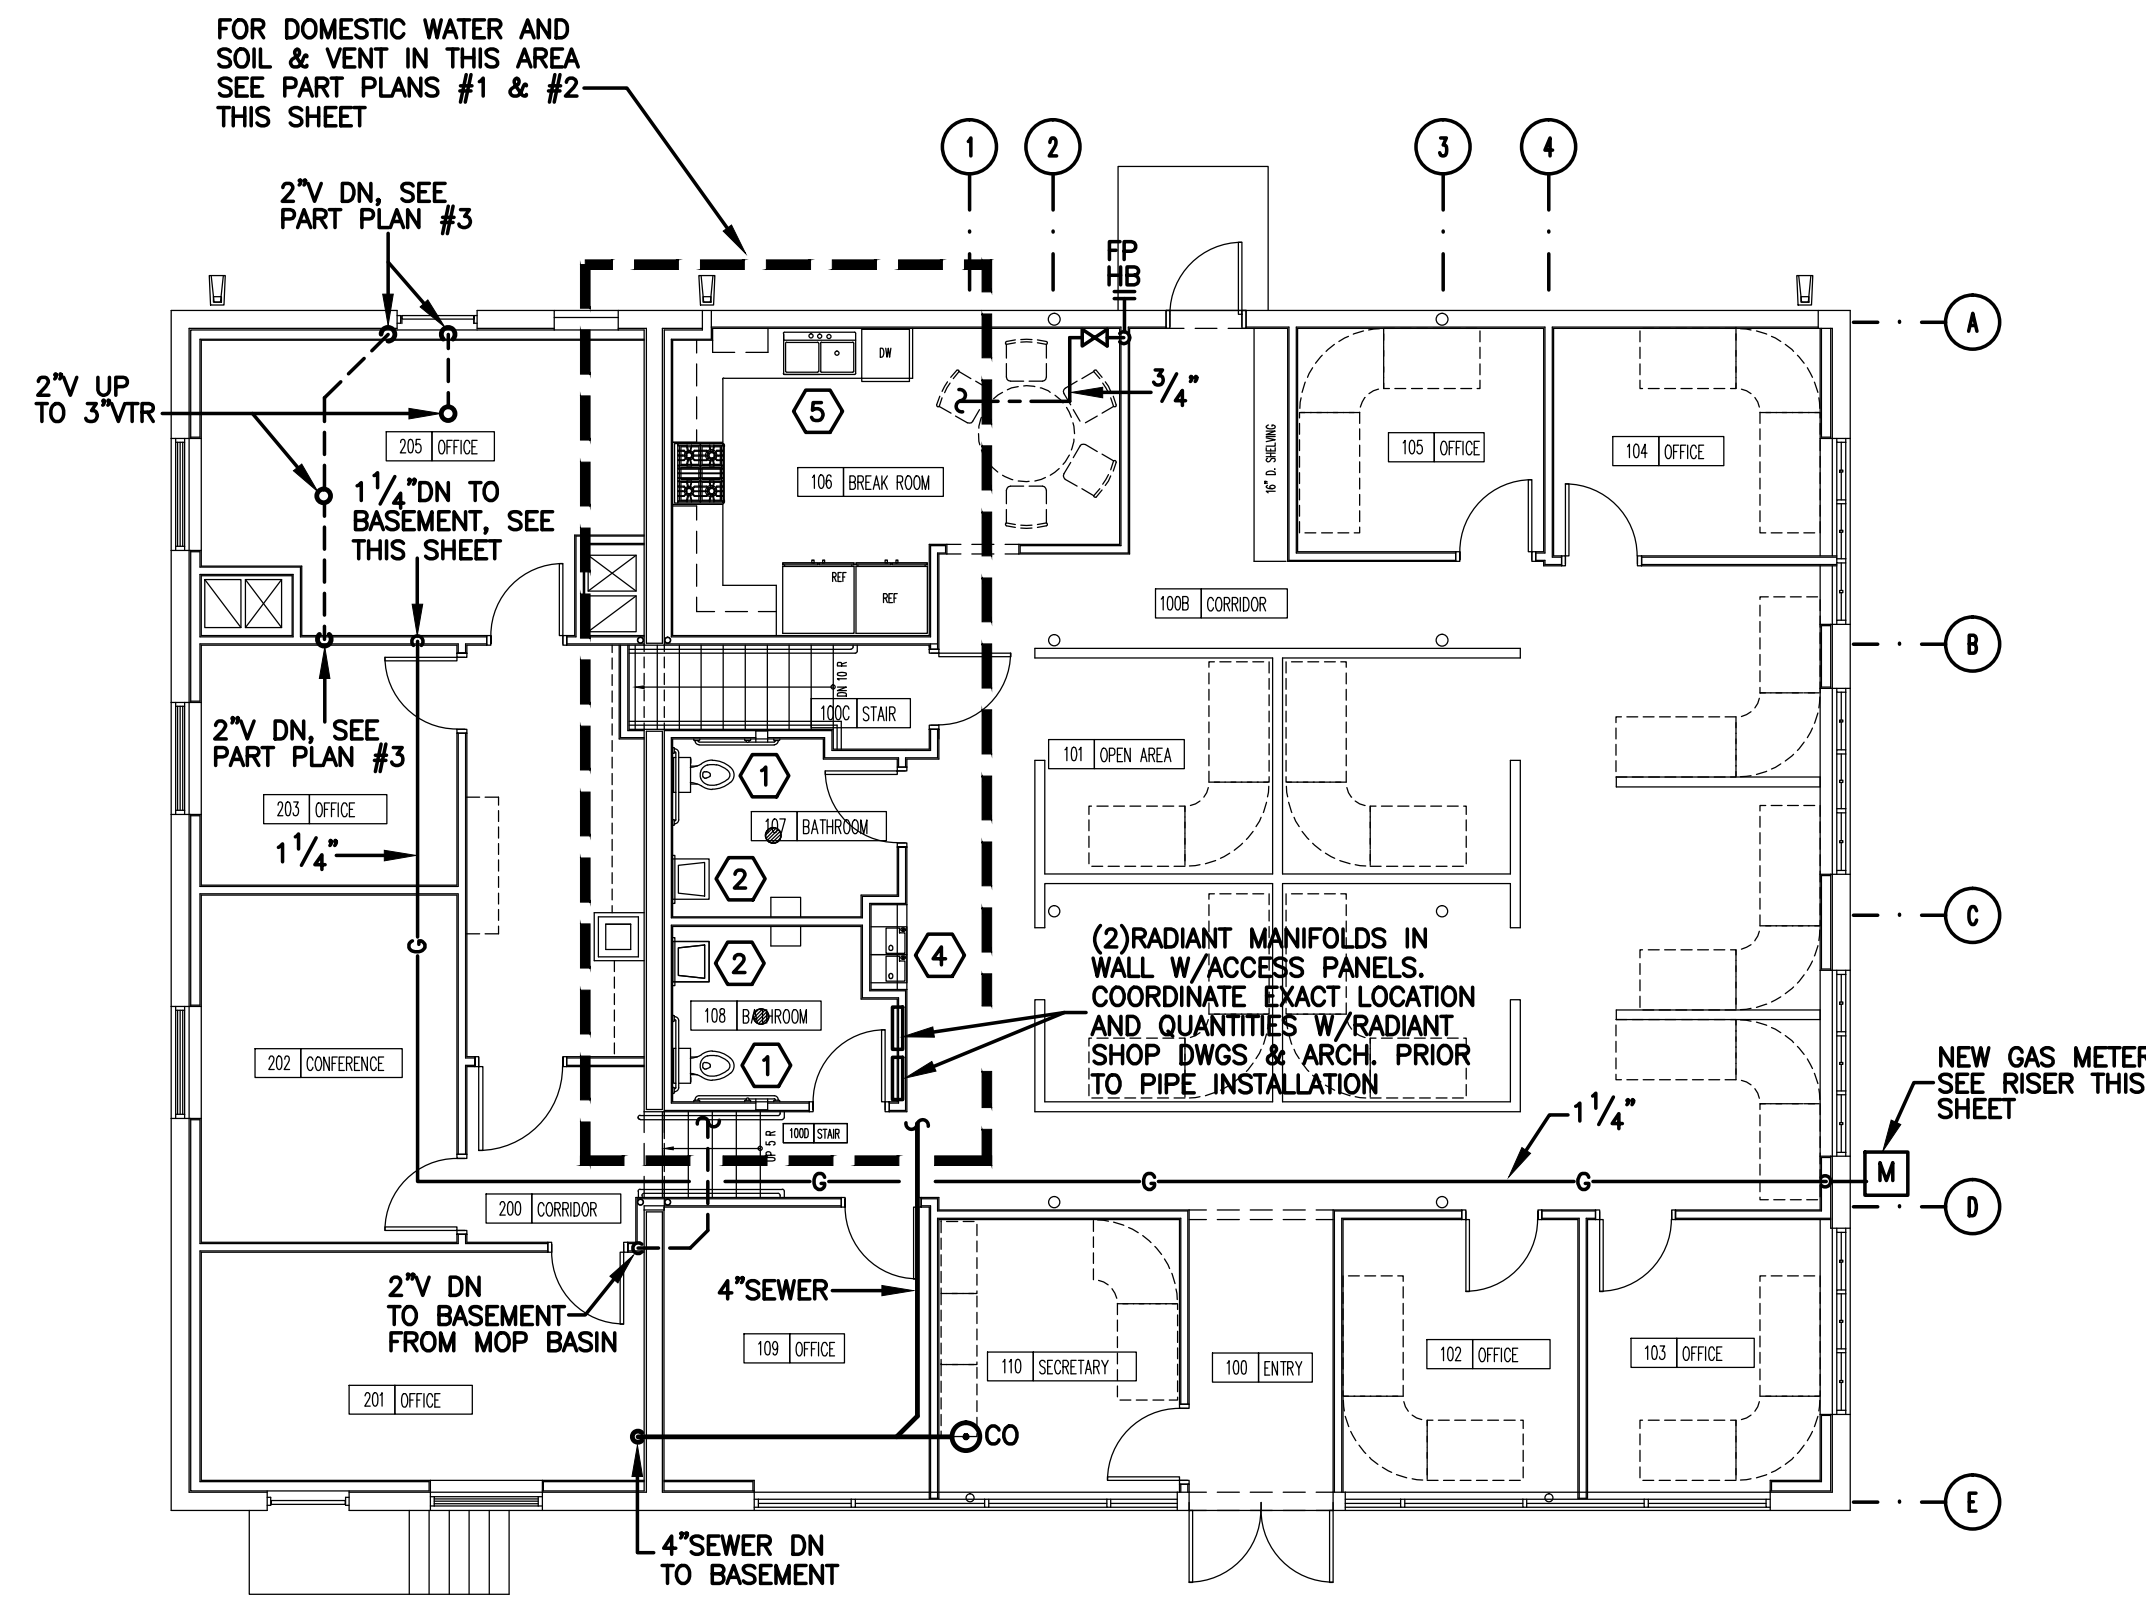 FOR DOMESTIC WATER AND
SOIL & VENT IN THIS AREA
SEE PART PLANS #1 & #2
THIS SHEET
1
2
3
4
2"V DN, SEE
PART PLAN #3
FP
HB
A
DW
2"V UP
TO 3"VTR
3/4"
5
205 OFFICE
106 BREAK ROOM
16" D. SHELVING
105 OFFICE
104 OFFICE
1 1/4"DN TO
BASEMENT, SEE
THIS SHEET
REF
REF
100B CORRIDOR
B
DN 10 R
100C STAIR
2"V DN, SEE
PART PLAN #3
101 OPEN AREA
1
203 OFFICE
107 BATHROOM
1 1/4"
2
C
G
(2)RADIANT MANIFOLDS IN
WALL W/ACCESS PANELS.
COORDINATE EXACT LOCATION
AND QUANTITIES W/RADIANT
SHOP DWGS & ARCH. PRIOR
TO PIPE INSTALLATION
4
2
108 BATHROOM
202 CONFERENCE
1
NEW GAS METER
SEE RISER THIS
SHEET
1 1/4"
UP 5 R
100D STAIR
G
G
G
M
200 CORRIDOR
D
2"V DN
TO BASEMENT
FROM MOP BASIN
4"SEWER
109 OFFICE
110 SECRETARY
100 ENTRY
102 OFFICE
103 OFFICE
201 OFFICE
CO
E
4"SEWER DN
TO BASEMENT